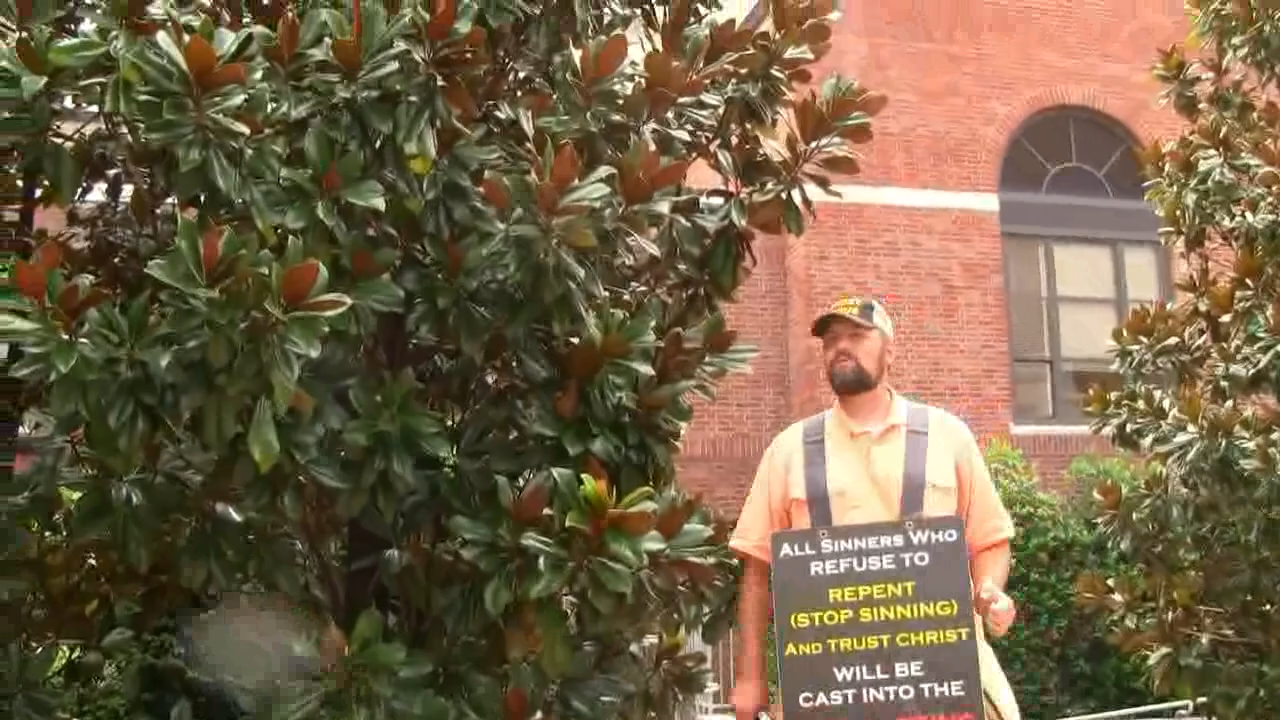 All Sinners Who
REFUSE TO
REPENT
(STOP SINNING)
AND TRUST CHRIST
WILL BE
CAST INTO THE